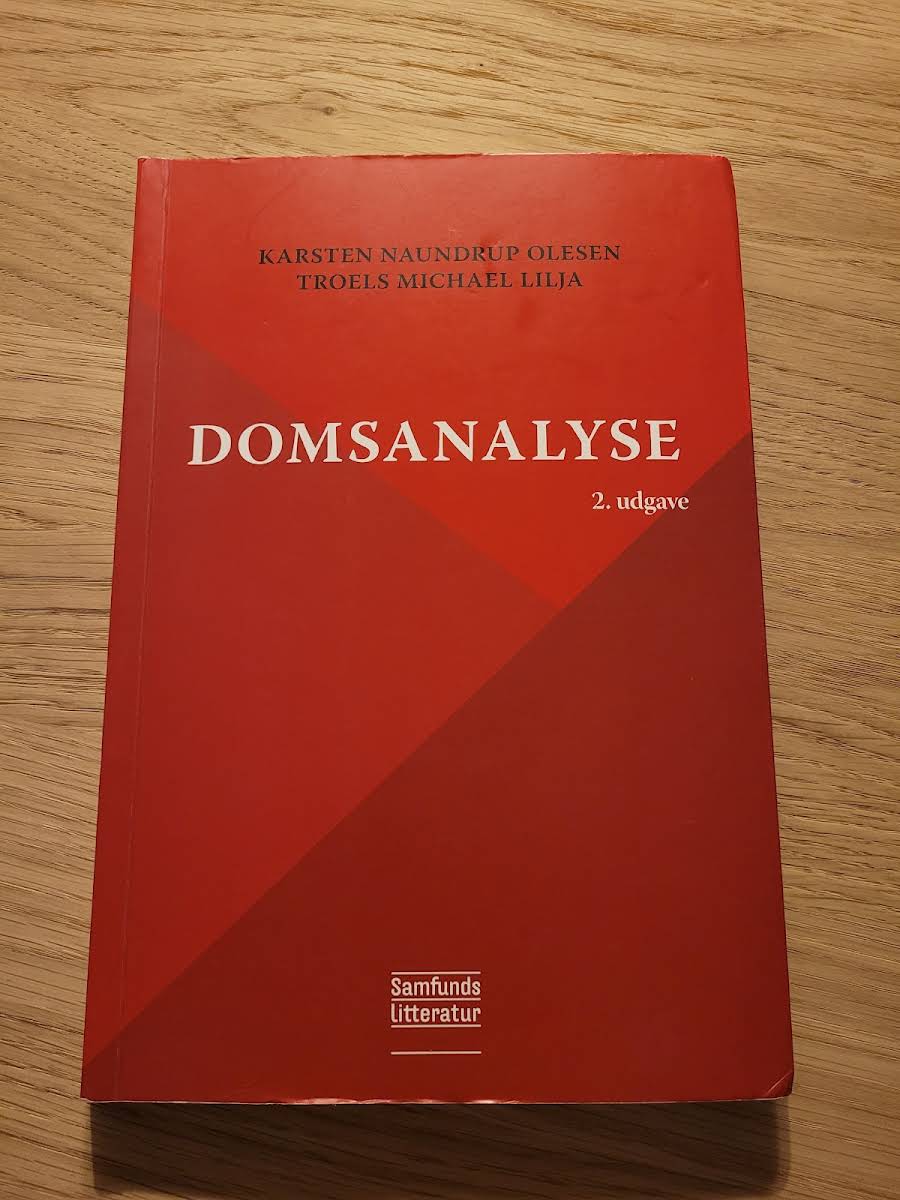 KARSTEN NAUNDRUP OLESEN
TROELS MICHAEL LILJA
DOMSANALYSE
2. udgave
Samfunds
litteratur